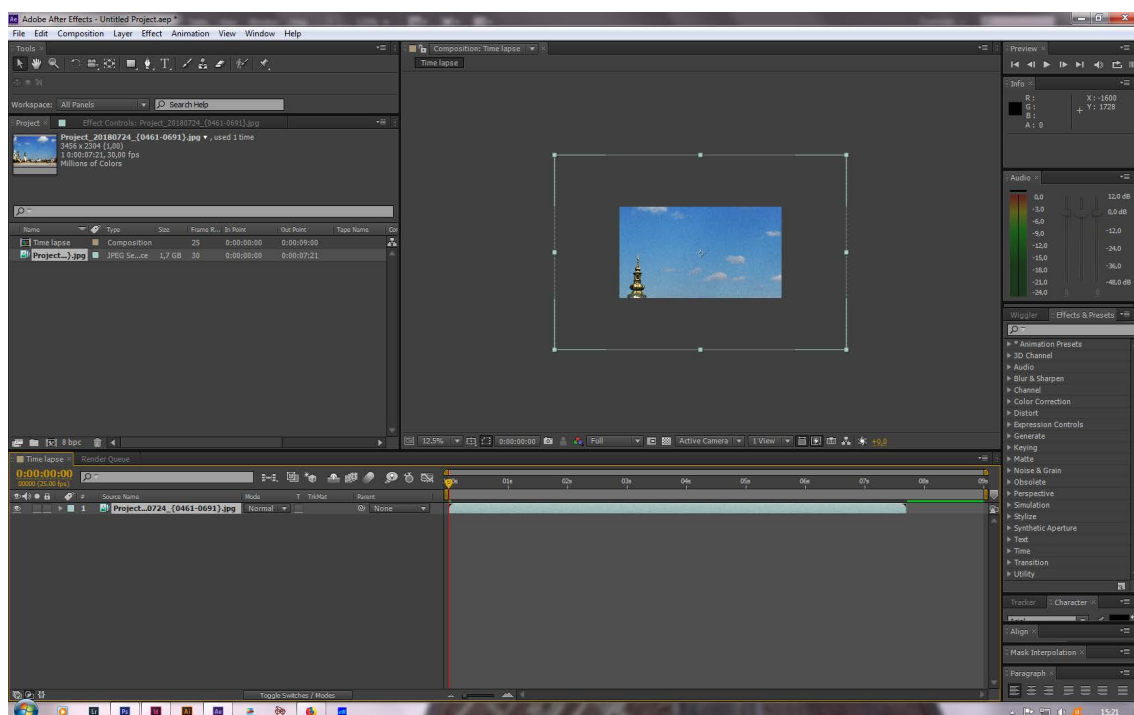 Adobe After Effects - Untitled Project.aep *
File Edit Composition Layer Effect Animation View Window Help
Tools
Workspace: All Panels
Search Help
Project
Effect Controls: Project_20180724_{0461-0691}.jpg
Project_20180724_{0461-0691}.jpg , used 1 time
3456 x 2304 (1,00)
1 0:00:07:21, 30,00 fps
Millions of Colors
Name Type Size Frame R... In Point Out Point Tape Name
Time lapse Composition 25 0:00:00:00 0:00:09:00
Project...}.jpg JPEG Se...ce 1,7 GB 30 0:00:00:00 0:00:07:21
8 bpc
Composition: Time lapse
Time lapse
12.5% 0:00:00:00 Full Active Camera 1 View +0,0
Preview
Info
R: X: -1600
G: Y: 1728
B:
A: 0
Audio
0,0 12,0 dB
-3,0 0,0 dB
-6,0
-9,0 -12,0
-12,0 -24,0
-15,0
-18,0 -36,0
-21,0 -48,0 dB
-24,0
Wiggler Effects & Presets
* Animation Presets
3D Channel
Audio
Blur & Sharpen
Channel
Color Correction
Distort
Expression Controls
Generate
Keying
Matte
Noise & Grain
Obsolete
Perspective
Simulation
Stylize
Synthetic Aperture
Text
Time
Transition
Utility
Tracker Character
Align
Mask Interpolation
Paragraph
Time lapse Render Queue
0:00:00:00
00000 (25.00 fps)
# Source Name Mode T TrkMat Parent
1 Project...0724_{0461-0691}.jpg Normal None
01s 02s 03s 04s 05s 06s 07s 08s 09s
Toggle Switches / Modes
Lr Ps Id Ai Ae
15:21